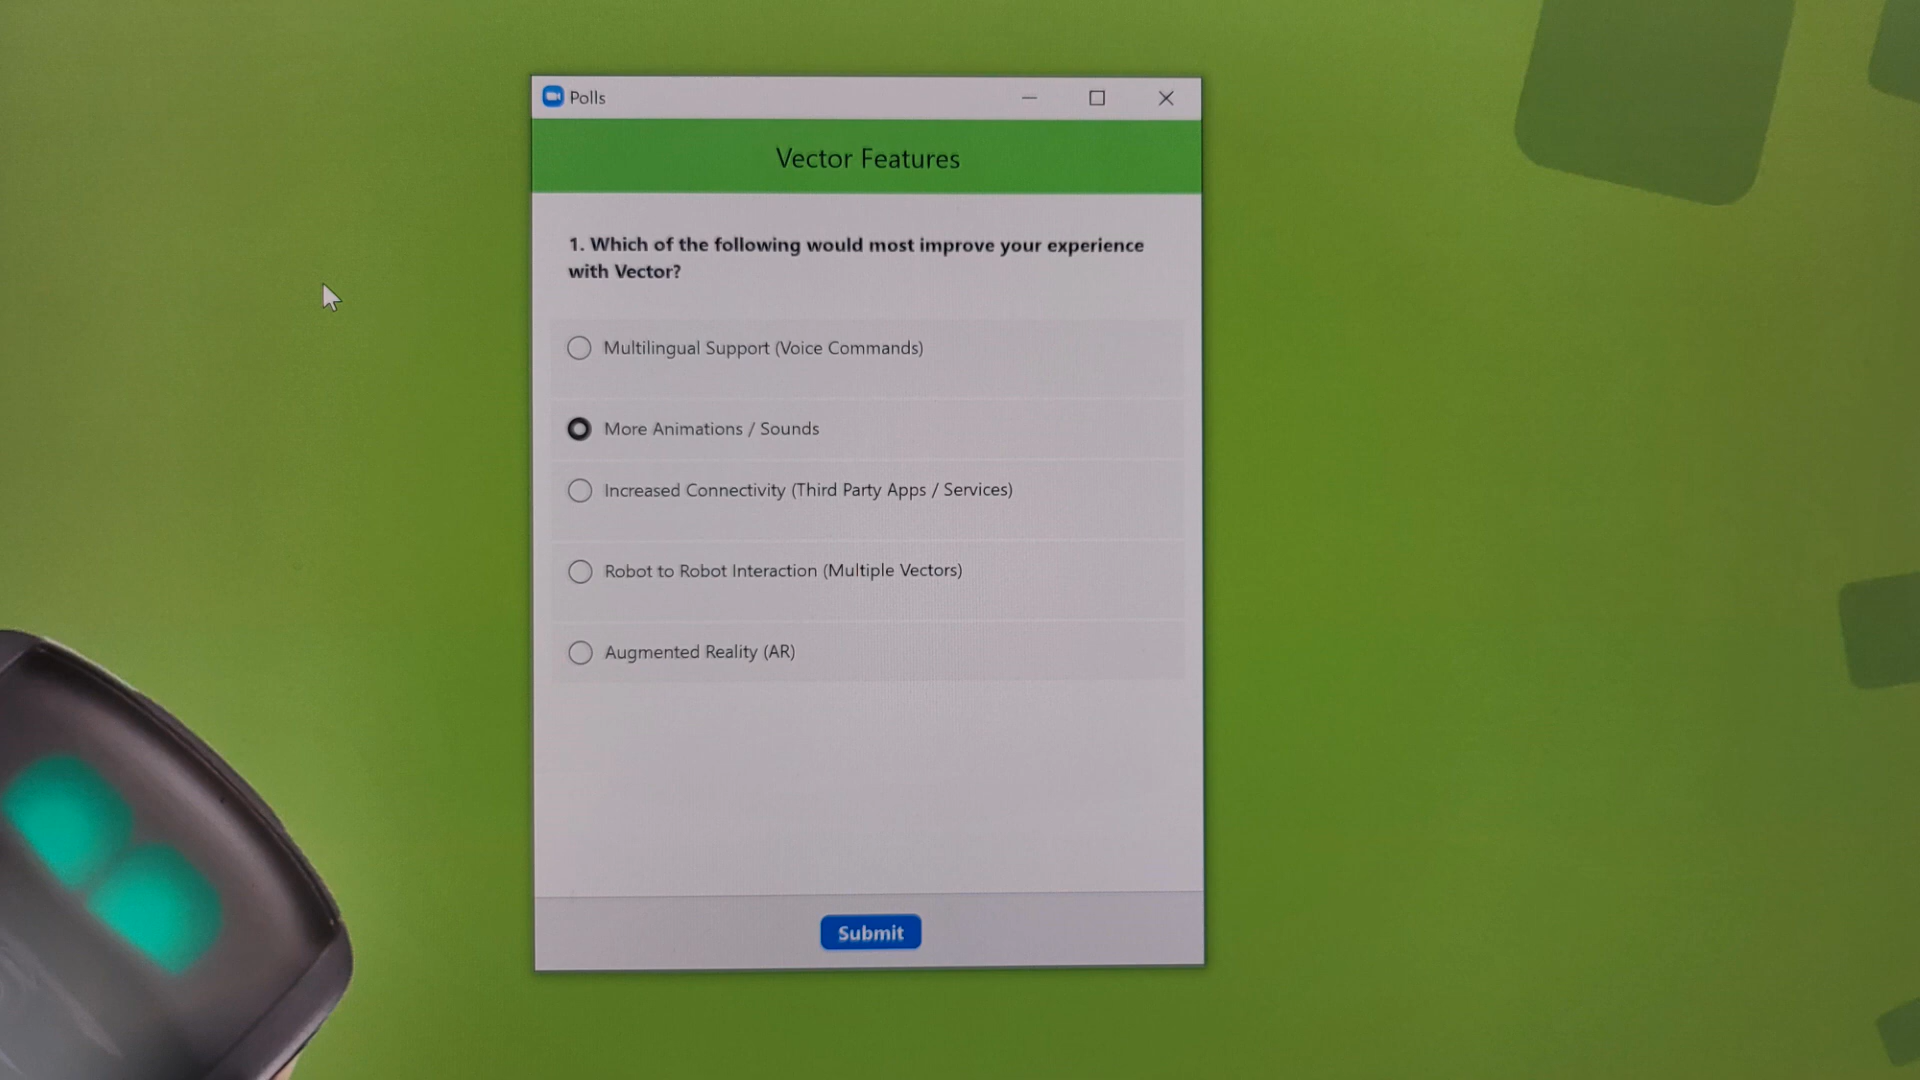 Polls
Vector Features
1. Which of the following would most improve your experience
with Vector?
Multilingual Support (Voice Commands)
More Animations / Sounds
Increased Connectivity (Third Party Apps / Services)
Robot to Robot Interaction (Multiple Vectors)
Augmented Reality (AR)
Submit